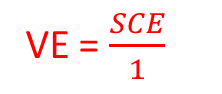 VE = SCE
1